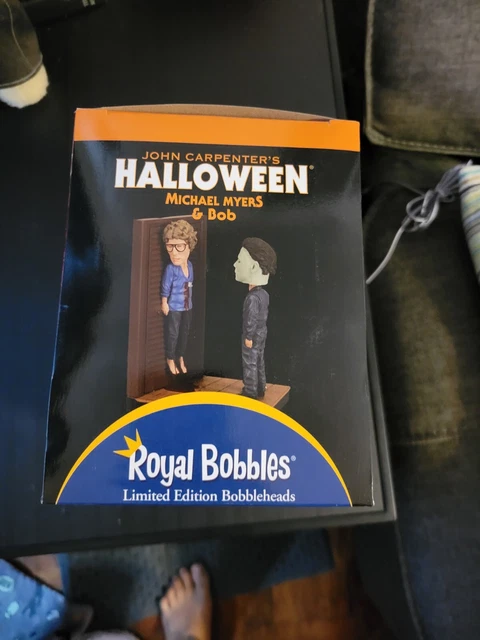 JOHN CARPENTER'S
HALLOWEEN®
MICHAEL MYERS
& BOB
Royal Bobbles®
Limited Edition Bobbleheads